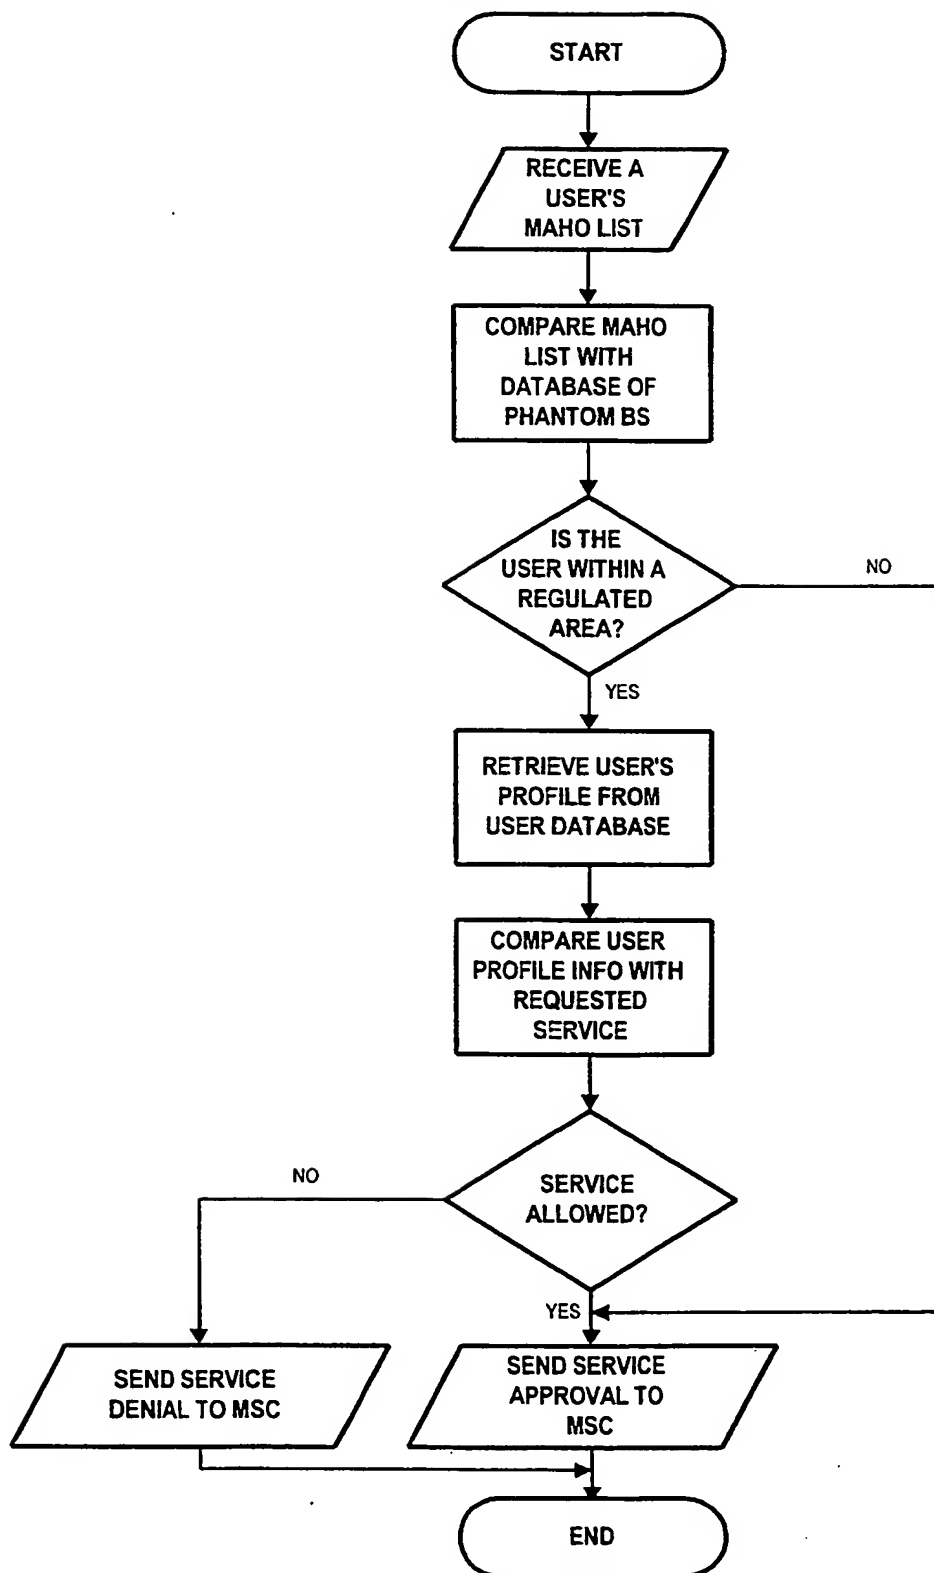 START
RECEIVE A
USER'S
MAHO LIST
COMPARE MAHO
LIST WITH
DATABASE OF
PHANTOM BS
IS THE
USER WITHIN A
REGULATED
AREA?
NO
YES
RETRIEVE USER'S
PROFILE FROM
USER DATABASE
COMPARE USER
PROFILE INFO WITH
REQUESTED
SERVICE
SERVICE
ALLOWED?
NO
YES
SEND SERVICE
DENIAL TO MSC
SEND SERVICE
APPROVAL TO
MSC
END